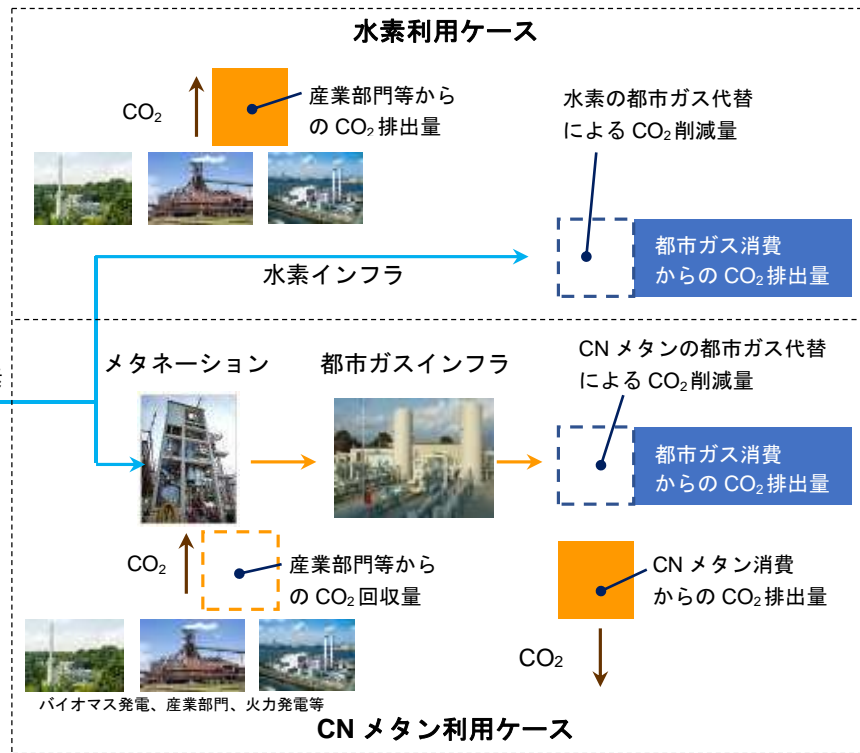 水素利用ケース
CO₂
産業部門等から
の CO₂ 排出量
水素の都市ガス代替
による CO₂ 削減量
都市ガス消費
からの CO₂ 排出量
水素インフラ
メタネーション
都市ガスインフラ
CN メタンの都市ガス代替
による CO₂ 削減量
都市ガス消費
からの CO₂ 排出量
CO₂
産業部門等から
の CO₂ 回収量
CN メタン消費
からの CO₂ 排出量
CO₂
バイオマス発電、産業部門、火力発電等
CN メタン利用ケース